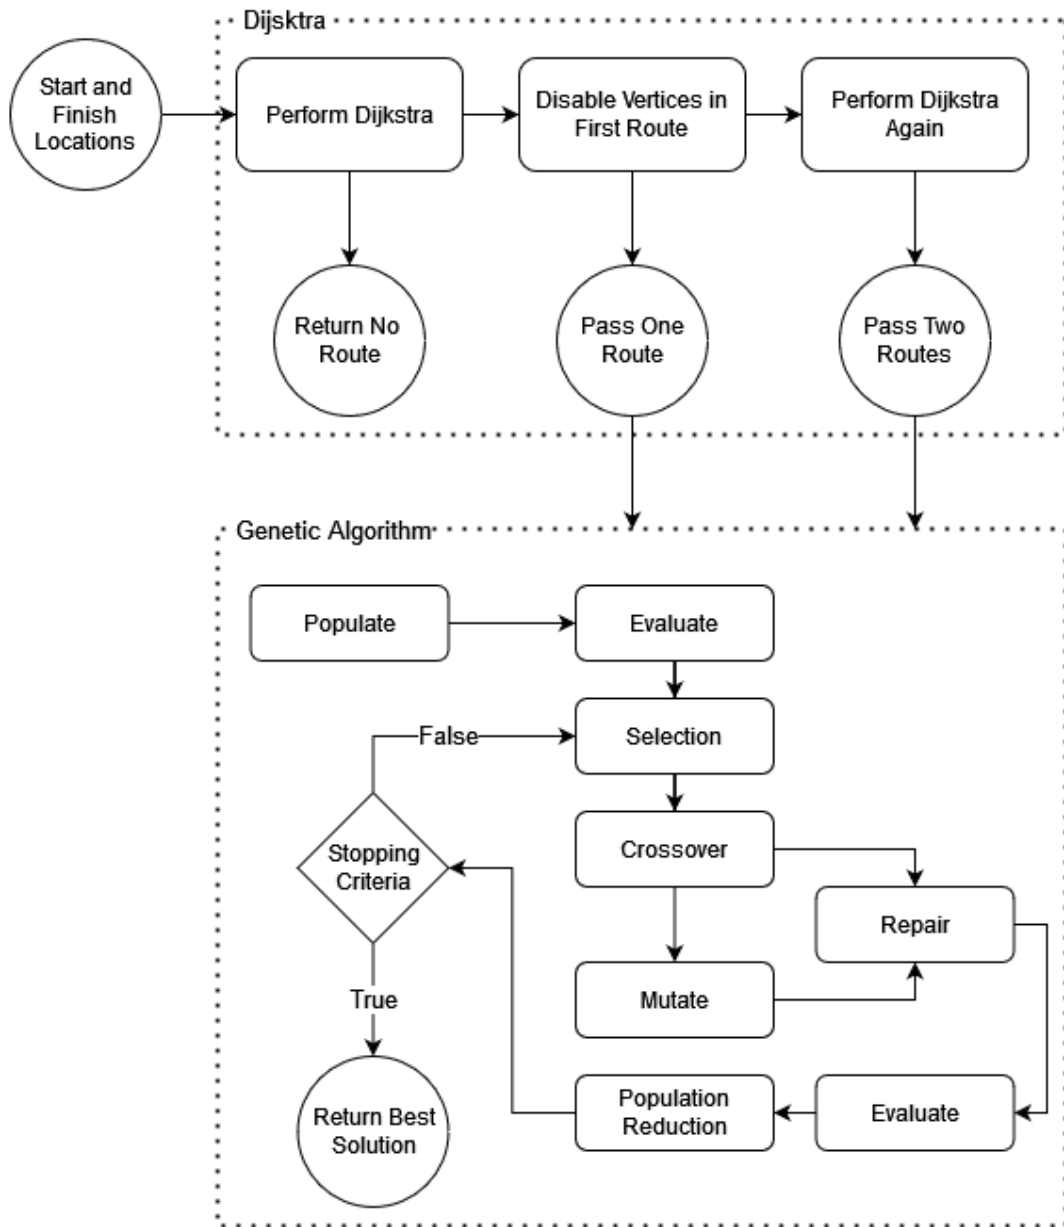 Dijsktra
Start and
Finish
Locations
Perform Dijkstra
Disable Vertices in
First Route
Perform Dijkstra
Again
Return No
Route
Pass One
Route
Pass Two
Routes
Genetic Algorithm
Populate
Evaluate
False
Selection
Stopping
Criteria
Crossover
Repair
True
Mutate
Return Best
Solution
Population
Reduction
Evaluate